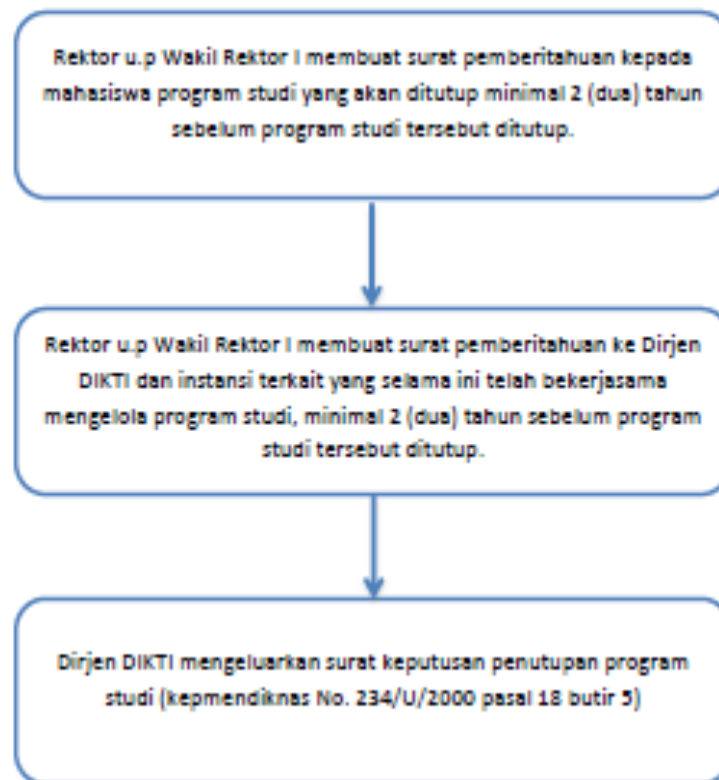 Rektor u.p Wakil Rektor I membuat surat pemberitahuan kepada
mahasiswa program studi yang akan ditutup minimal 2 (dua) tahun
sebelum program studi tersebut ditutup.
Rektor u.p Wakil Rektor I membuat surat pemberitahuan ke Dirjen
DIKTI dan instansi terkait yang selama ini telah bekerjasama
mengelola program studi, minimal 2 (dua) tahun sebelum program
studi tersebut ditutup.
Dirjen DIKTI mengeluarkan surat keputusan penutupan program
studi (kepmendiknas No. 234/U/2000 pasal 18 butir 5)